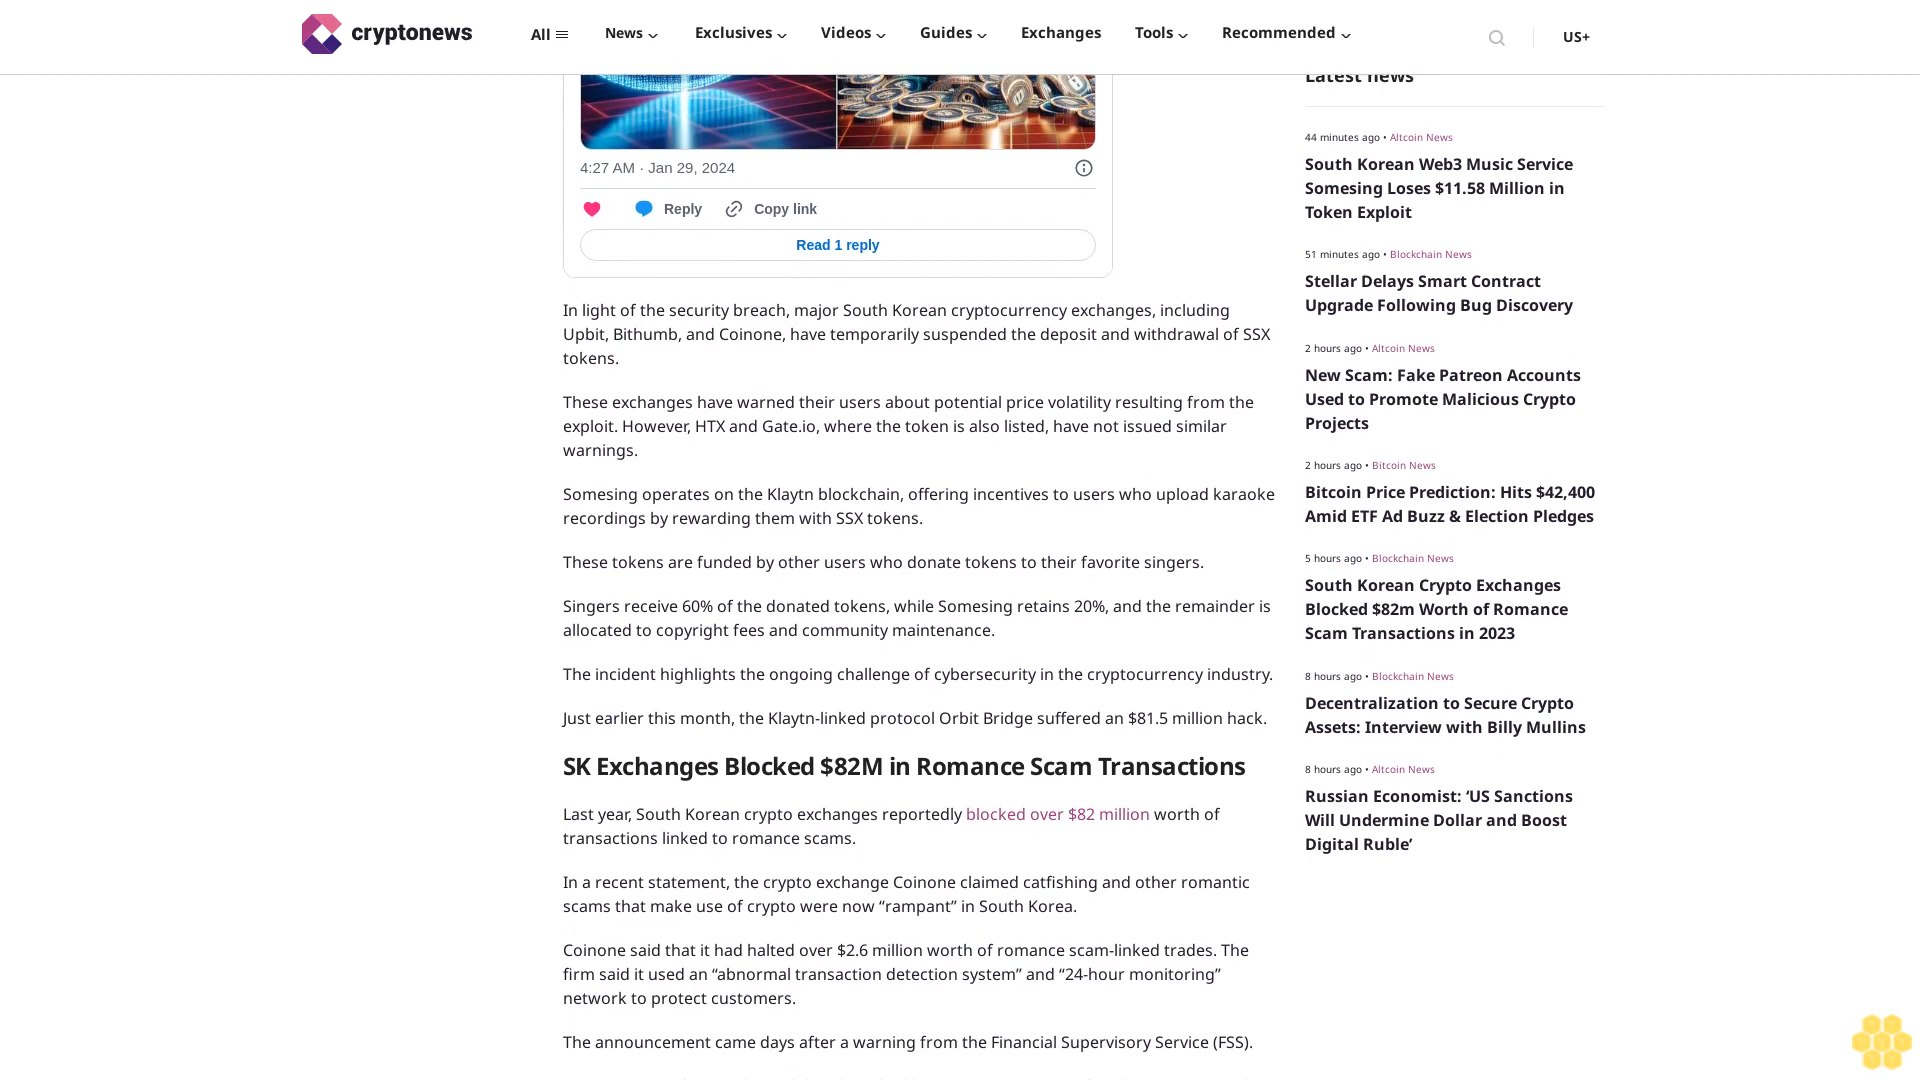 cryptonews
All
News
Exclusives
Videos
Guides
Exchanges
Tools
Recommended
US+
4:27 AM · Jan 29, 2024
Reply
Copy link
Read 1 reply
In light of the security breach, major South Korean cryptocurrency exchanges, including
Upbit, Bithumb, and Coinone, have temporarily suspended the deposit and withdrawal of SSX
tokens.
These exchanges have warned their users about potential price volatility resulting from the
exploit. However, HTX and Gate.io, where the token is also listed, have not issued similar
warnings.
Somesing operates on the Klaytn blockchain, offering incentives to users who upload karaoke
recordings by rewarding them with SSX tokens.
These tokens are funded by other users who donate tokens to their favorite singers.
Singers receive 60% of the donated tokens, while Somesing retains 20%, and the remainder is
allocated to copyright fees and community maintenance.
The incident highlights the ongoing challenge of cybersecurity in the cryptocurrency industry.
Just earlier this month, the Klaytn-linked protocol Orbit Bridge suffered an $81.5 million hack.
SK Exchanges Blocked $82M in Romance Scam Transactions
Last year, South Korean crypto exchanges reportedly blocked over $82 million worth of
transactions linked to romance scams.
In a recent statement, the crypto exchange Coinone claimed catfishing and other romantic
scams that make use of crypto were now “rampant” in South Korea.
Coinone said that it had halted over $2.6 million worth of romance scam-linked trades. The
firm said it used an “abnormal transaction detection system” and “24-hour monitoring”
network to protect customers.
The announcement came days after a warning from the Financial Supervisory Service (FSS).
Latest news
44 minutes ago • Altcoin News
South Korean Web3 Music Service
Somesing Loses $11.58 Million in
Token Exploit
51 minutes ago • Blockchain News
Stellar Delays Smart Contract
Upgrade Following Bug Discovery
2 hours ago • Altcoin News
New Scam: Fake Patreon Accounts
Used to Promote Malicious Crypto
Projects
2 hours ago • Bitcoin News
Bitcoin Price Prediction: Hits $42,400
Amid ETF Ad Buzz & Election Pledges
5 hours ago • Blockchain News
South Korean Crypto Exchanges
Blocked $82m Worth of Romance
Scam Transactions in 2023
8 hours ago • Blockchain News
Decentralization to Secure Crypto
Assets: Interview with Billy Mullins
8 hours ago • Altcoin News
Russian Economist: ‘US Sanctions
Will Undermine Dollar and Boost
Digital Ruble’